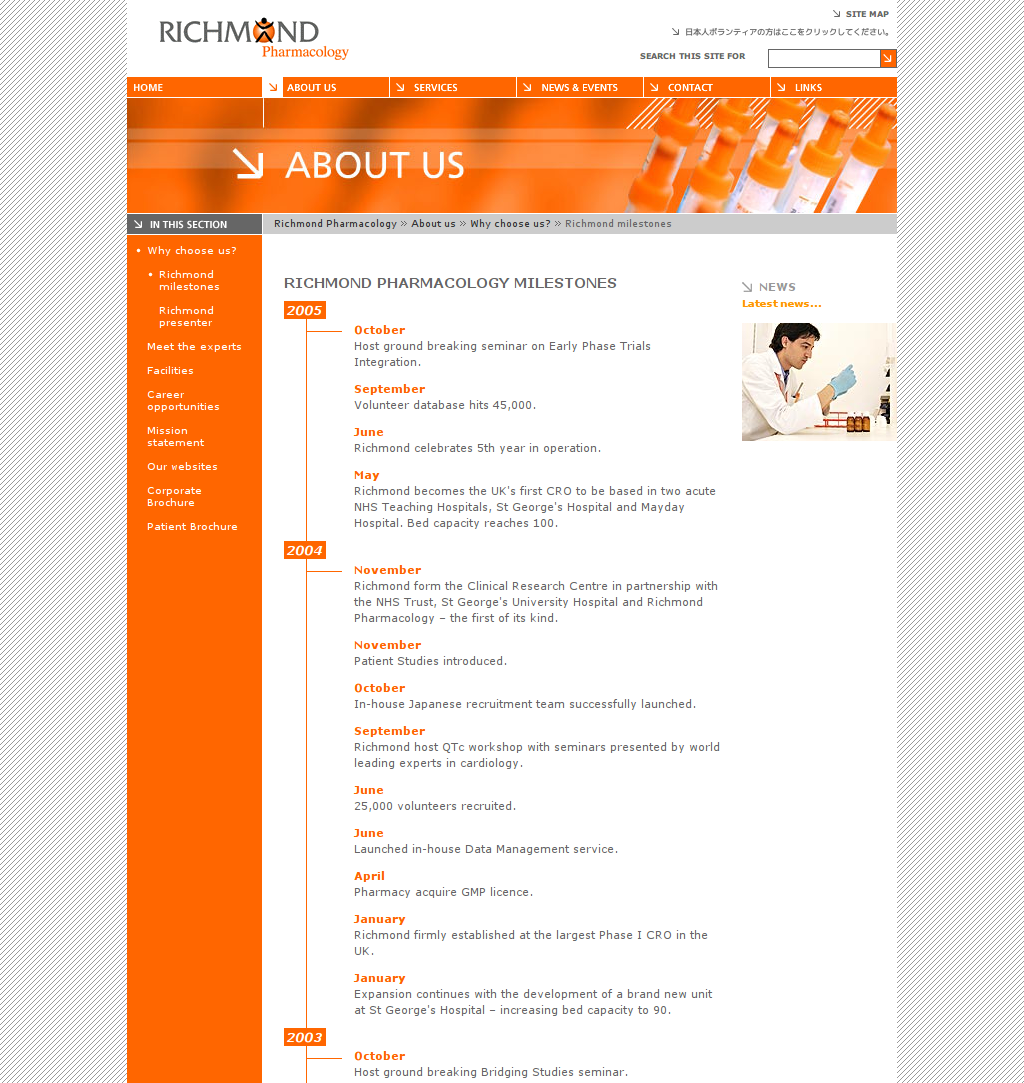 RICHMOND
Pharmacology
SITE MAP
日本人ボランティアの方はここをクリックしてください。
SEARCH THIS SITE FOR
HOME
ABOUT US
SERVICES
NEWS & EVENTS
CONTACT
LINKS
ABOUT US
IN THIS SECTION
Richmond Pharmacology » About us » Why choose us? » Richmond milestones
• Why choose us?
• Richmond
milestones
Richmond
presenter
Meet the experts
Facilities
Career
opportunities
Mission
statement
Our websites
Corporate
Brochure
Patient Brochure
RICHMOND PHARMACOLOGY MILESTONES
2005
October
Host ground breaking seminar on Early Phase Trials
Integration.
September
Volunteer database hits 45,000.
June
Richmond celebrates 5th year in operation.
May
Richmond becomes the UK's first CRO to be based in two acute
NHS Teaching Hospitals, St George's Hospital and Mayday
Hospital. Bed capacity reaches 100.
2004
November
Richmond form the Clinical Research Centre in partnership with
the NHS Trust, St George's University Hospital and Richmond
Pharmacology – the first of its kind.
November
Patient Studies introduced.
October
In-house Japanese recruitment team successfully launched.
September
Richmond host QTc workshop with seminars presented by world
leading experts in cardiology.
June
25,000 volunteers recruited.
June
Launched in-house Data Management service.
April
Pharmacy acquire GMP licence.
January
Richmond firmly established at the largest Phase I CRO in the
UK.
January
Expansion continues with the development of a brand new unit
at St George's Hospital – increasing bed capacity to 90.
2003
October
Host ground breaking Bridging Studies seminar.
NEWS
Latest news...